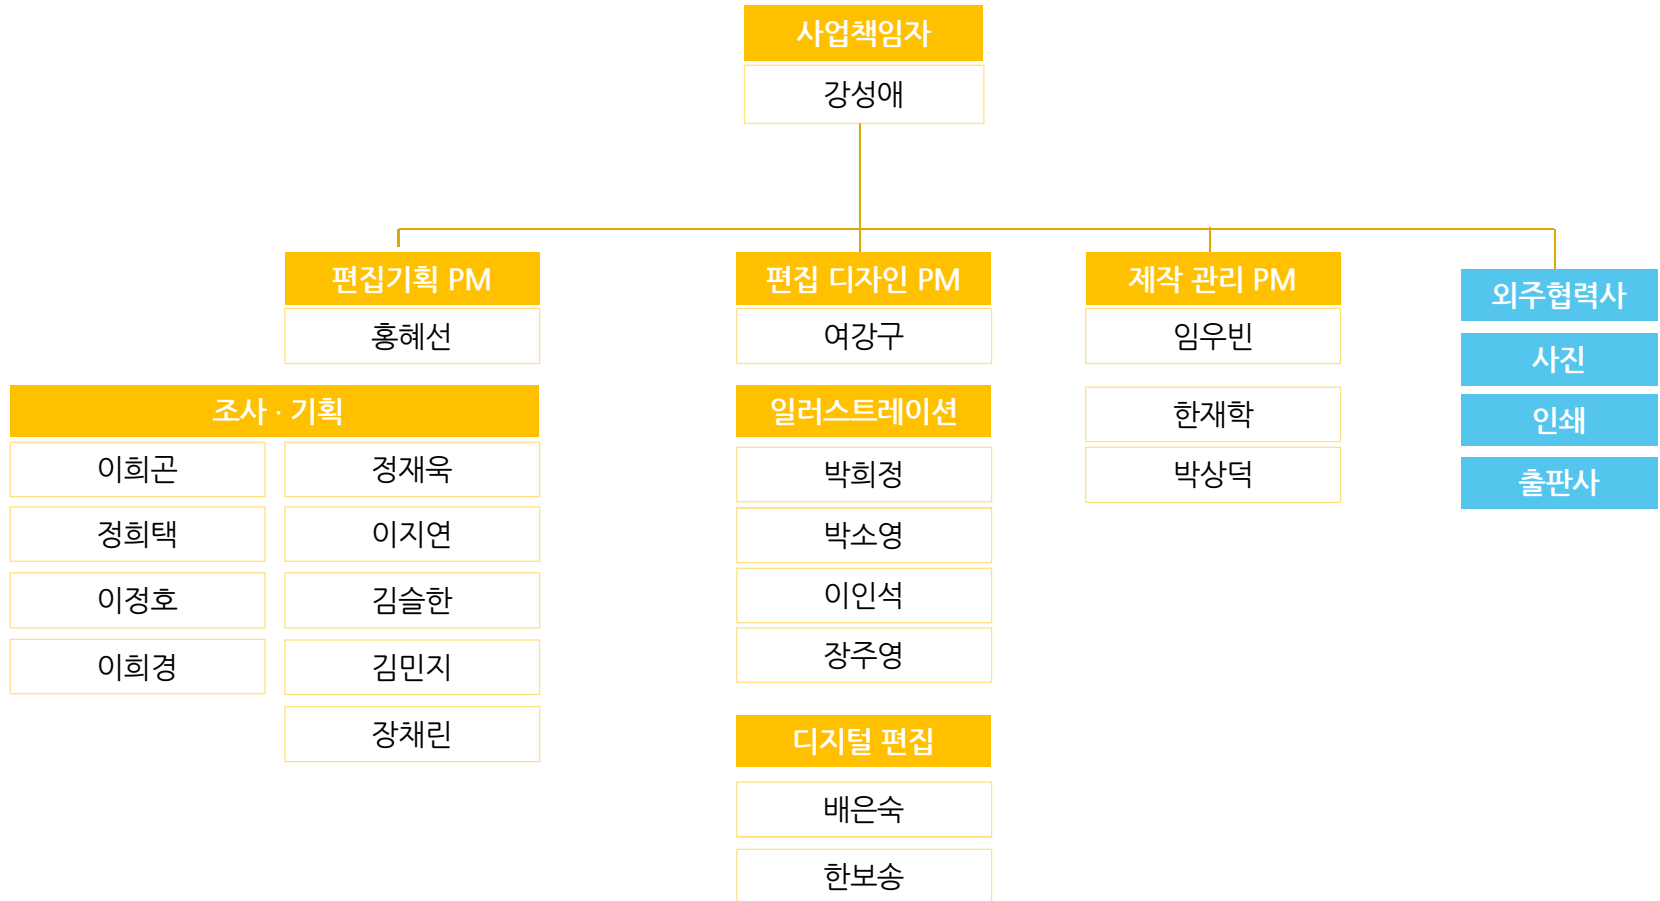 사업책임자
강성애
편집기획 PM
홍혜선
조사 · 기획
이희곤
정재욱
정희택
이지연
이정호
김슬한
이희경
김민지
장채린
편집 디자인 PM
여강구
일러스트레이션
박희정
박소영
이인석
장주영
디지털 편집
배은숙
한보송
제작 관리 PM
임우빈
한재학
박상덕
외주협력사
사진
인쇄
출판사